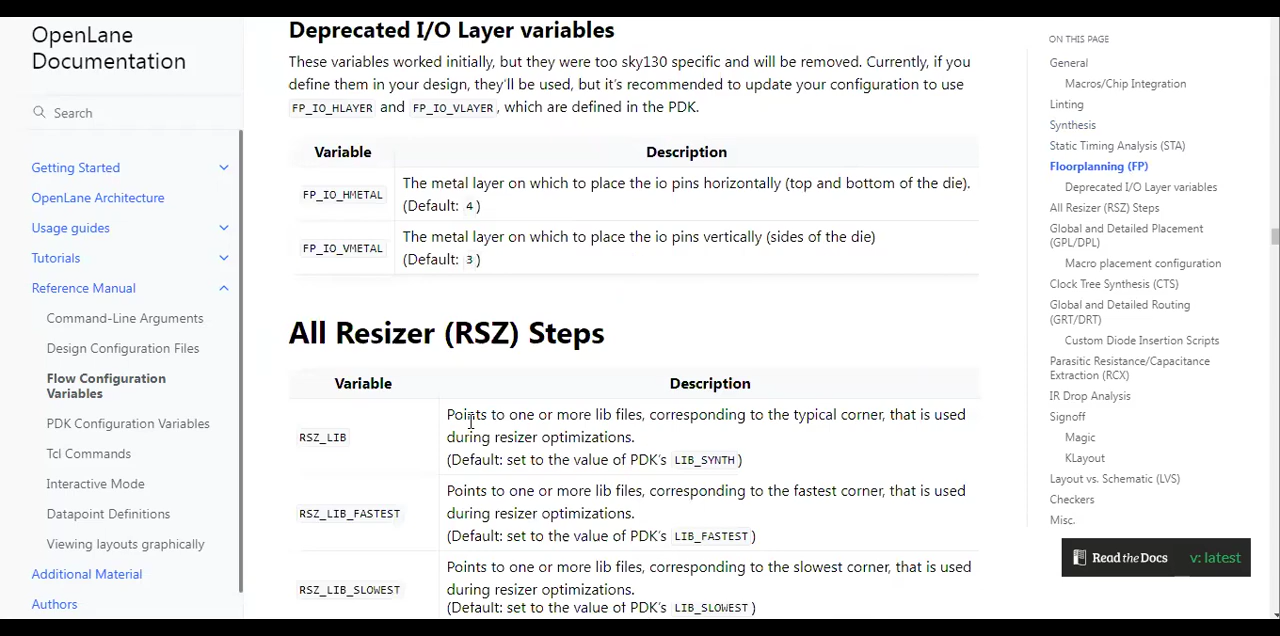 OpenLane
Documentation
Search
Getting Started
OpenLane Architecture
Usage guides
Tutorials
Reference Manual
Command-Line Arguments
Design Configuration Files
Flow Configuration
Variables
PDK Configuration Variables
Tcl Commands
Interactive Mode
Datapoint Definitions
Viewing layouts graphically
Additional Material
Authors
Deprecated I/O Layer variables
These variables worked initially, but they were too sky130 specific and will be removed. Currently, if you
define them in your design, they'll be used, but it's recommended to update your configuration to use
FP_IO_HLAYER and FP_IO_VLAYER, which are defined in the PDK.
Variable Description
FP_IO_HMETAL
The metal layer on which to place the io pins horizontally (top and bottom of the die).
(Default: 4)
FP_IO_VMETAL
The metal layer on which to place the io pins vertically (sides of the die)
(Default: 3)
All Resizer (RSZ) Steps
Variable Description
RSZ_LIB
Points to one or more lib files, corresponding to the typical corner, that is used
during resizer optimizations.
(Default: set to the value of PDK's LIB_SYNTH)
RSZ_LIB_FASTEST
Points to one or more lib files, corresponding to the fastest corner, that is used
during resizer optimizations.
(Default: set to the value of PDK's LIB_FASTEST)
RSZ_LIB_SLOWEST
Points to one or more lib files, corresponding to the slowest corner, that is used
during resizer optimizations.
(Default: set to the value of PDK's LIB_SLOWEST)
ON THIS PAGE
General
Macros/Chip Integration
Linting
Synthesis
Static Timing Analysis (STA)
Floorplanning (FP)
Deprecated I/O Layer variables
All Resizer (RSZ) Steps
Global and Detailed Placement
(GPL/DPL)
Macro placement configuration
Clock Tree Synthesis (CTS)
Global and Detailed Routing
(GRT/DRT)
Custom Diode Insertion Scripts
Parasitic Resistance/Capacitance
Extraction (RCX)
IR Drop Analysis
Signoff
Magic
KLayout
Layout vs. Schematic (LVS)
Checkers
Misc.
Read the Docs v: latest